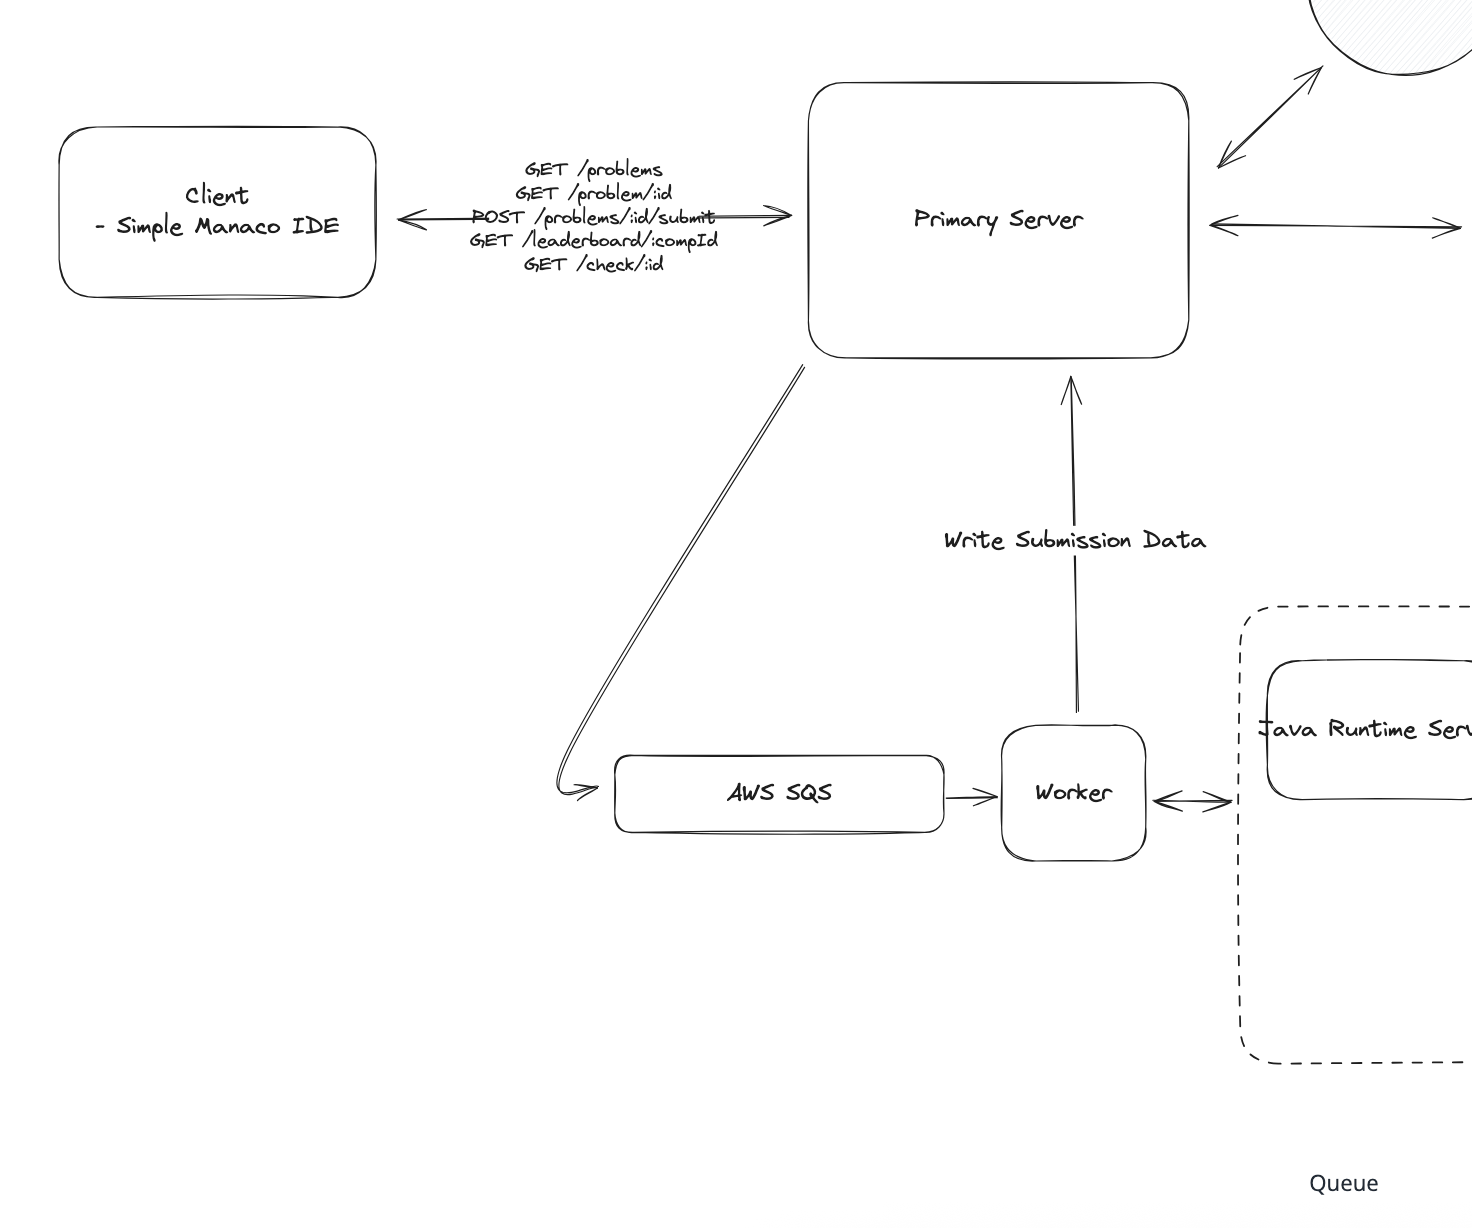 Client
- Simple Manaco IDE
GET /problems
GET /problem/:id
POST /problems/:id/submit
GET /leaderboard/:compId
GET /check/:id
Primary Server
Write Submission Data
Java Runtime Serv
AWS SQS
Worker
Queue